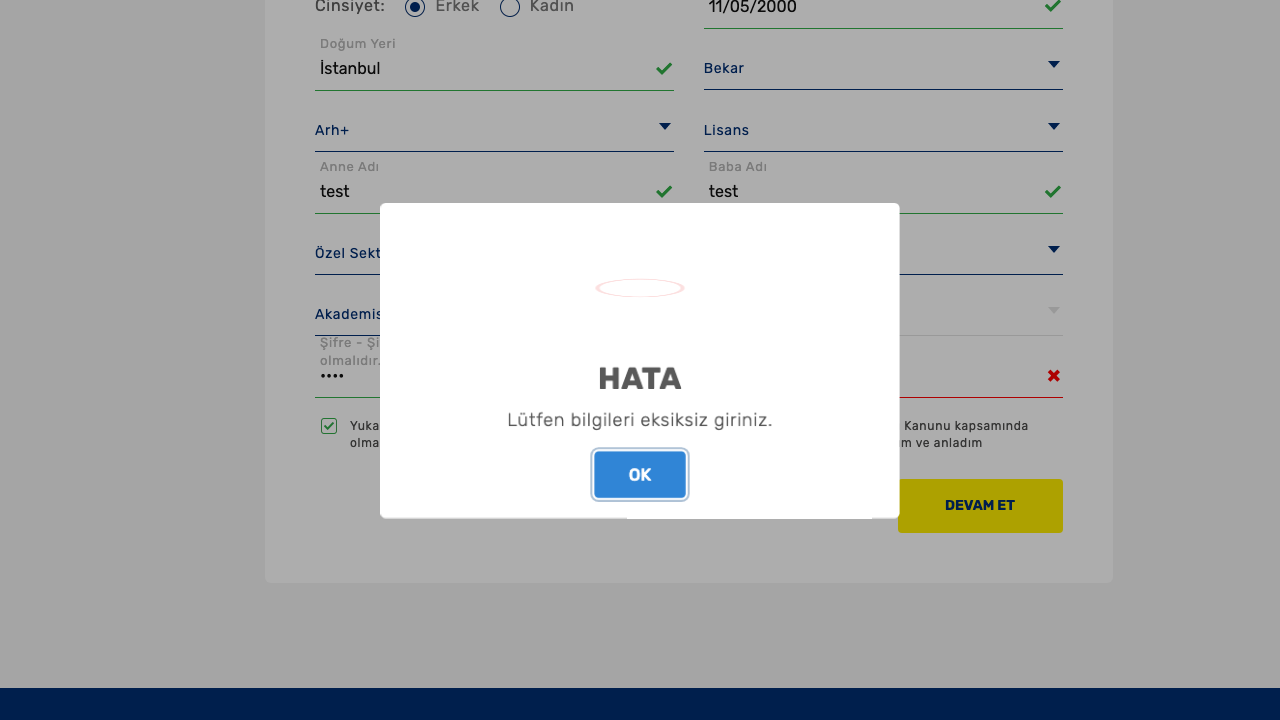 Cinsiyet: Erkek Kadın
11/05/2000
Doğum Yeri
İstanbul
Bekar
Arh+
Lisans
Anne Adı
test
Baba Adı
test
Özel Sekt
Akademis
Şifre - Şi
olmalıdır.
HATA
Lütfen bilgileri eksiksiz giriniz.
OK
Yuka
olma
Kanunu kapsamında
m ve anladım
DEVAM ET